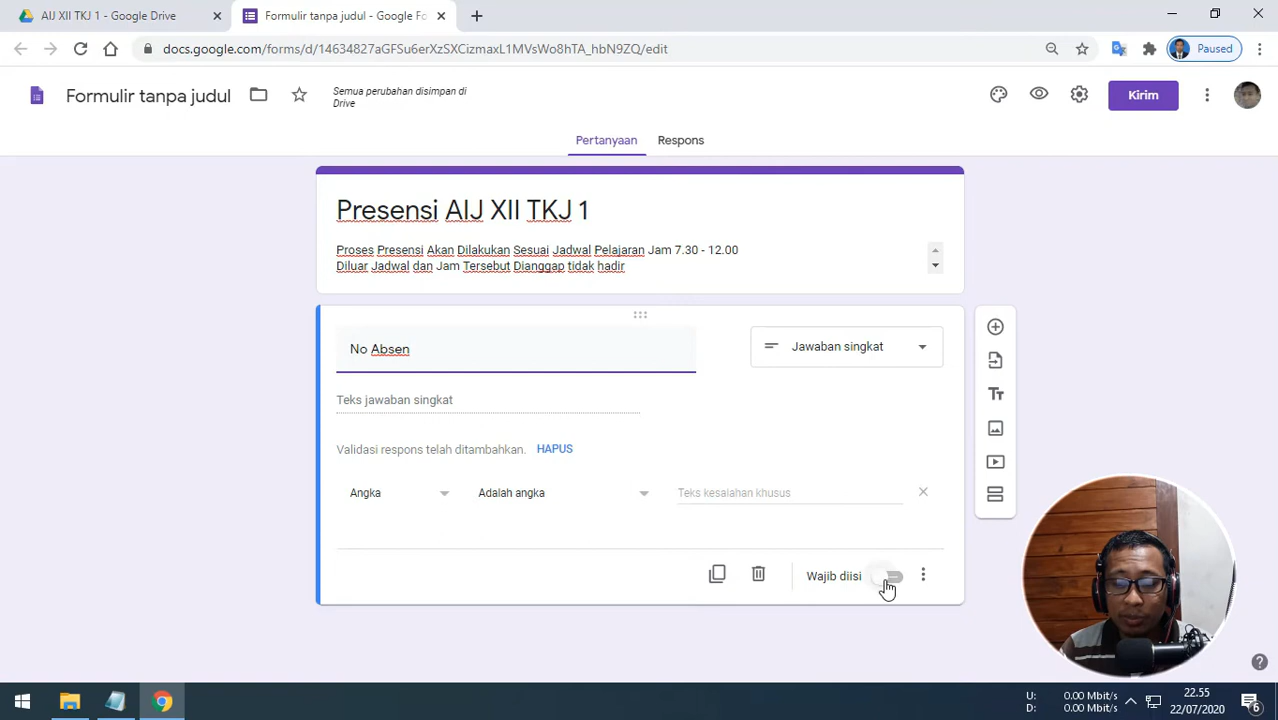 AIJ XII TKJ 1 - Google Drive
Formulir tanpa judul - Google Fo
docs.google.com/forms/d/14634827aGFSu6erXzSXCizmaxL1MVsWo8hTA_hbN9ZQ/edit
Paused
Formulir tanpa judul
Semua perubahan disimpan di
Drive
Kirim
Pertanyaan
Respons
Presensi AIJ XII TKJ 1
Proses Presensi Akan Dilakukan Sesuai Jadwal Pelajaran Jam 7.30 - 12.00
Diluar Jadwal dan Jam Tersebut Dianggap tidak hadir
No Absen
Jawaban singkat
Teks jawaban singkat
Validasi respons telah ditambahkan. HAPUS
Angka
Adalah angka
Teks kesalahan khusus
Wajib diisi
U: 0.00 Mbit/s
D: 0.00 Mbit/s
22.55
22/07/2020
6